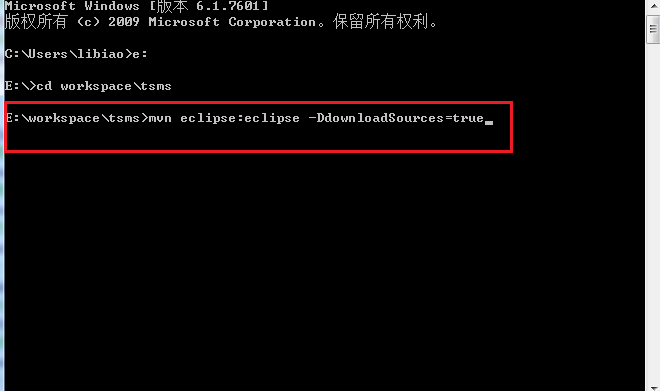 Microsoft Windows [版本 6.1.7601]
版权所有 (c) 2009 Microsoft Corporation。保留所有权利。
C:\Users\libiao>e:
E:\>cd workspace\tsms
E:\workspace\tsms>mvn eclipse:eclipse -DdownloadSources=true_